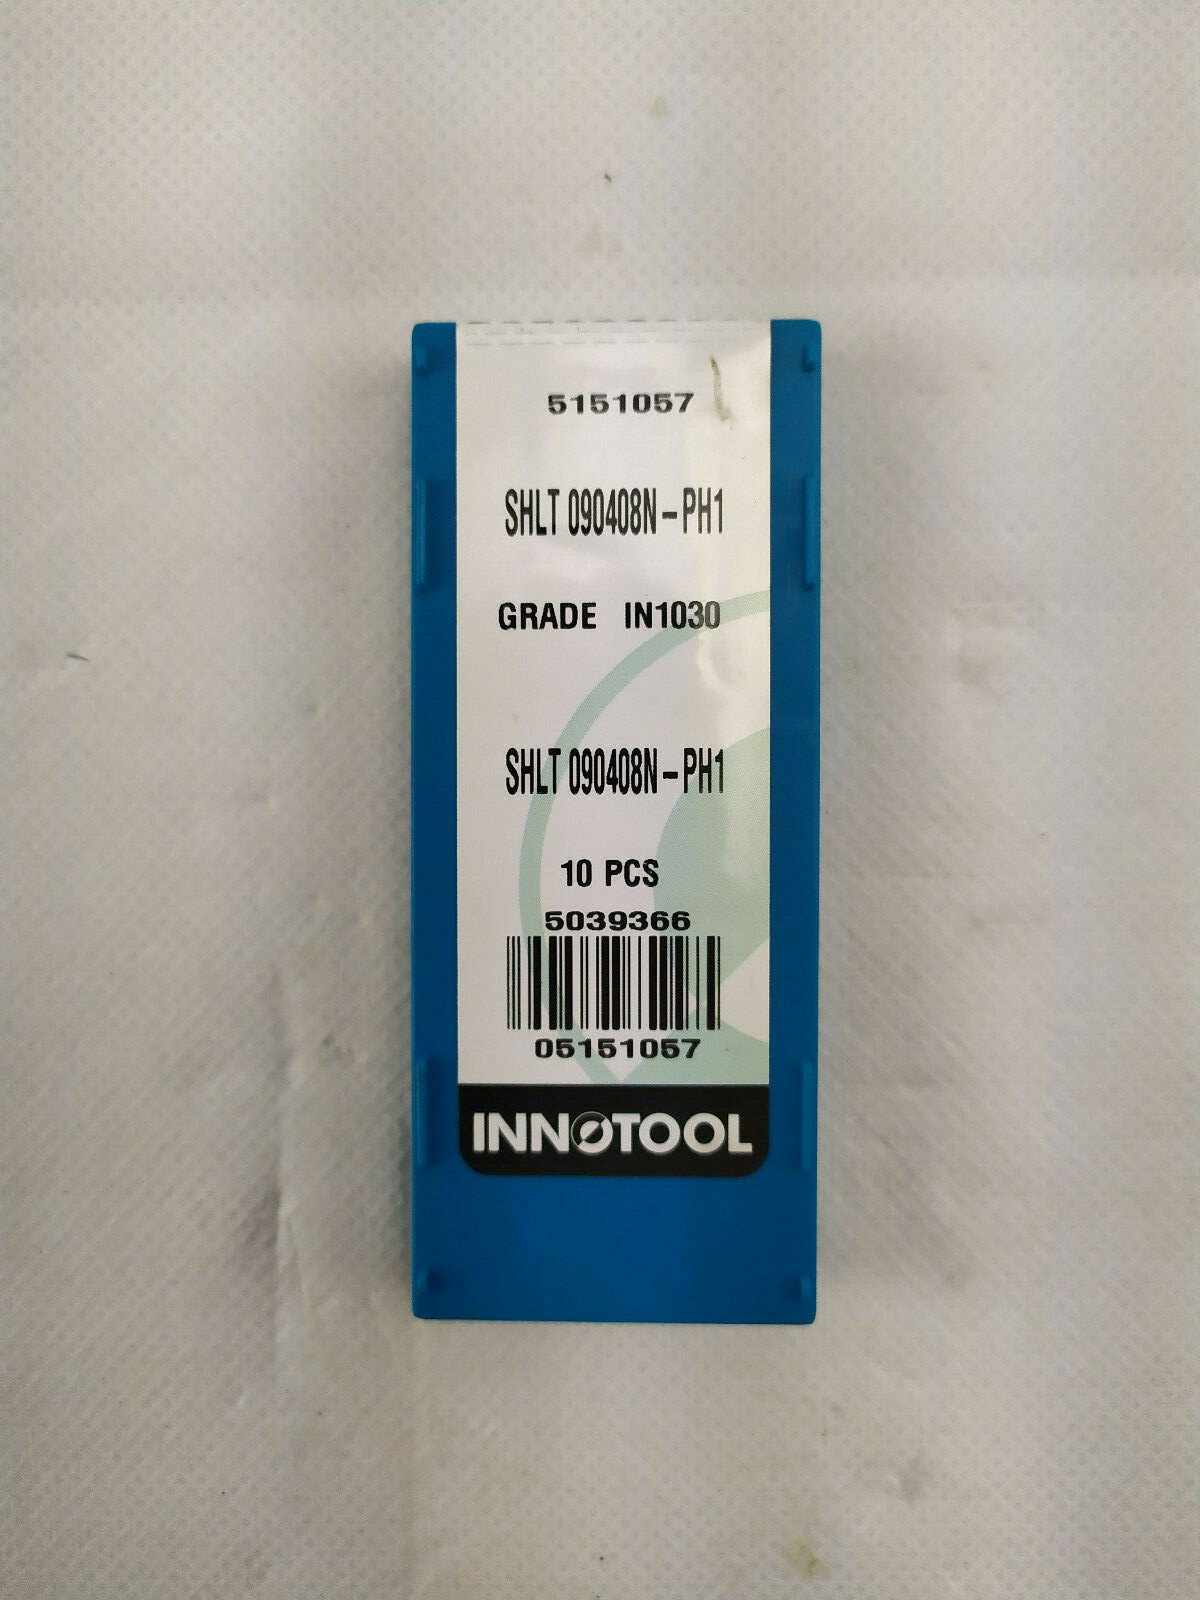 5151057
SHLT 090408N-PH1
GRADE IN1030
SHLT 090408N-PH1
10 PCS
5039366
05151057
INNOTOOL